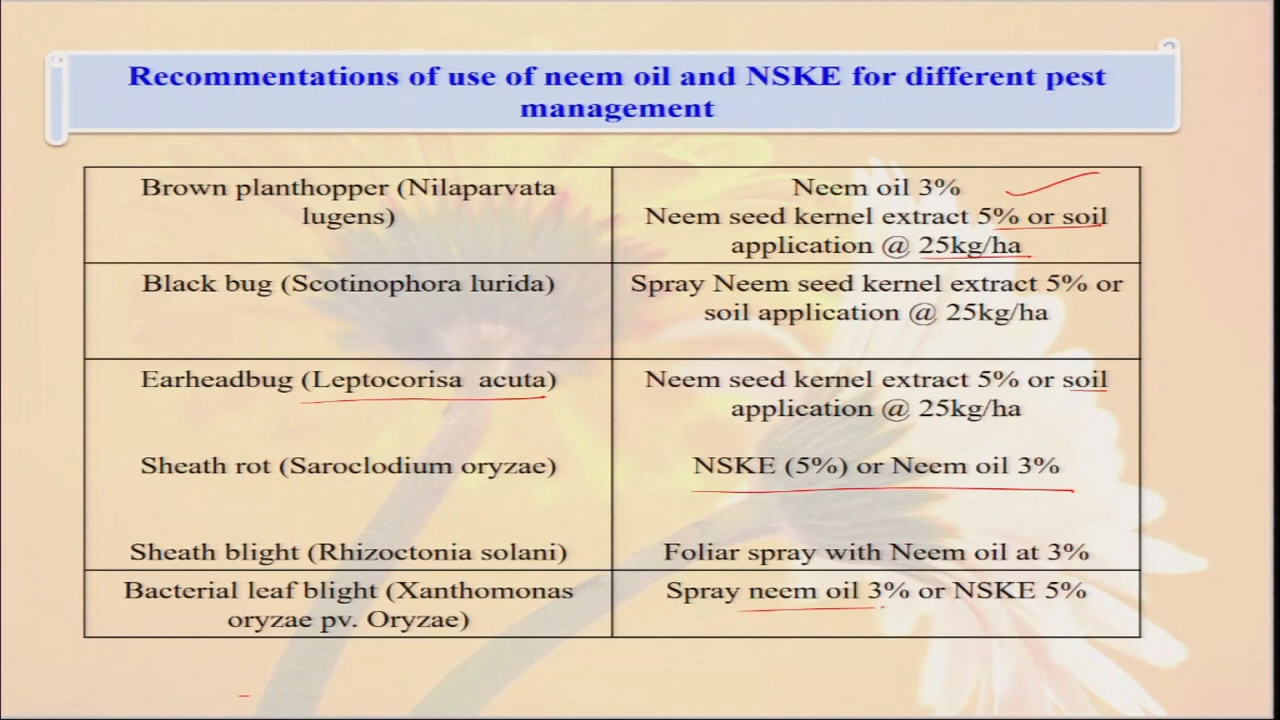 Recommentations of use of neem oil and NSKE for different pest
management
Brown planthopper (Nilaparvata
lugens)
Neem oil 3%
Neem seed kernel extract 5% or soil
application @ 25kg/ha
Black bug (Scotinophora lurida)
Spray Neem seed kernel extract 5% or
soil application @ 25kg/ha
Earheadbug (Leptocorisa acuta)
Neem seed kernel extract 5% or soil
application @ 25kg/ha
Sheath rot (Saroclodium oryzae)
NSKE (5%) or Neem oil 3%
Sheath blight (Rhizoctonia solani)
Foliar spray with Neem oil at 3%
Bacterial leaf blight (Xanthomonas
oryzae pv. Oryzae)
Spray neem oil 3% or NSKE 5%